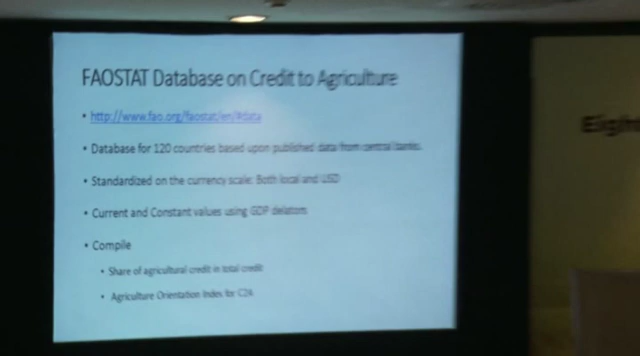 FAOSTAT Database on Credit to Agriculture
• http://www.fao.org/faostat/en/#data
• Database for 120 countries based upon published data from central banks.
• Standardized on the currency scale: Both local and USD
• Current and Constant values using GDP delators
• Compile
• Share of agricultural credit in total credit
• Agriculture Orientation Index for C2A
Eigh